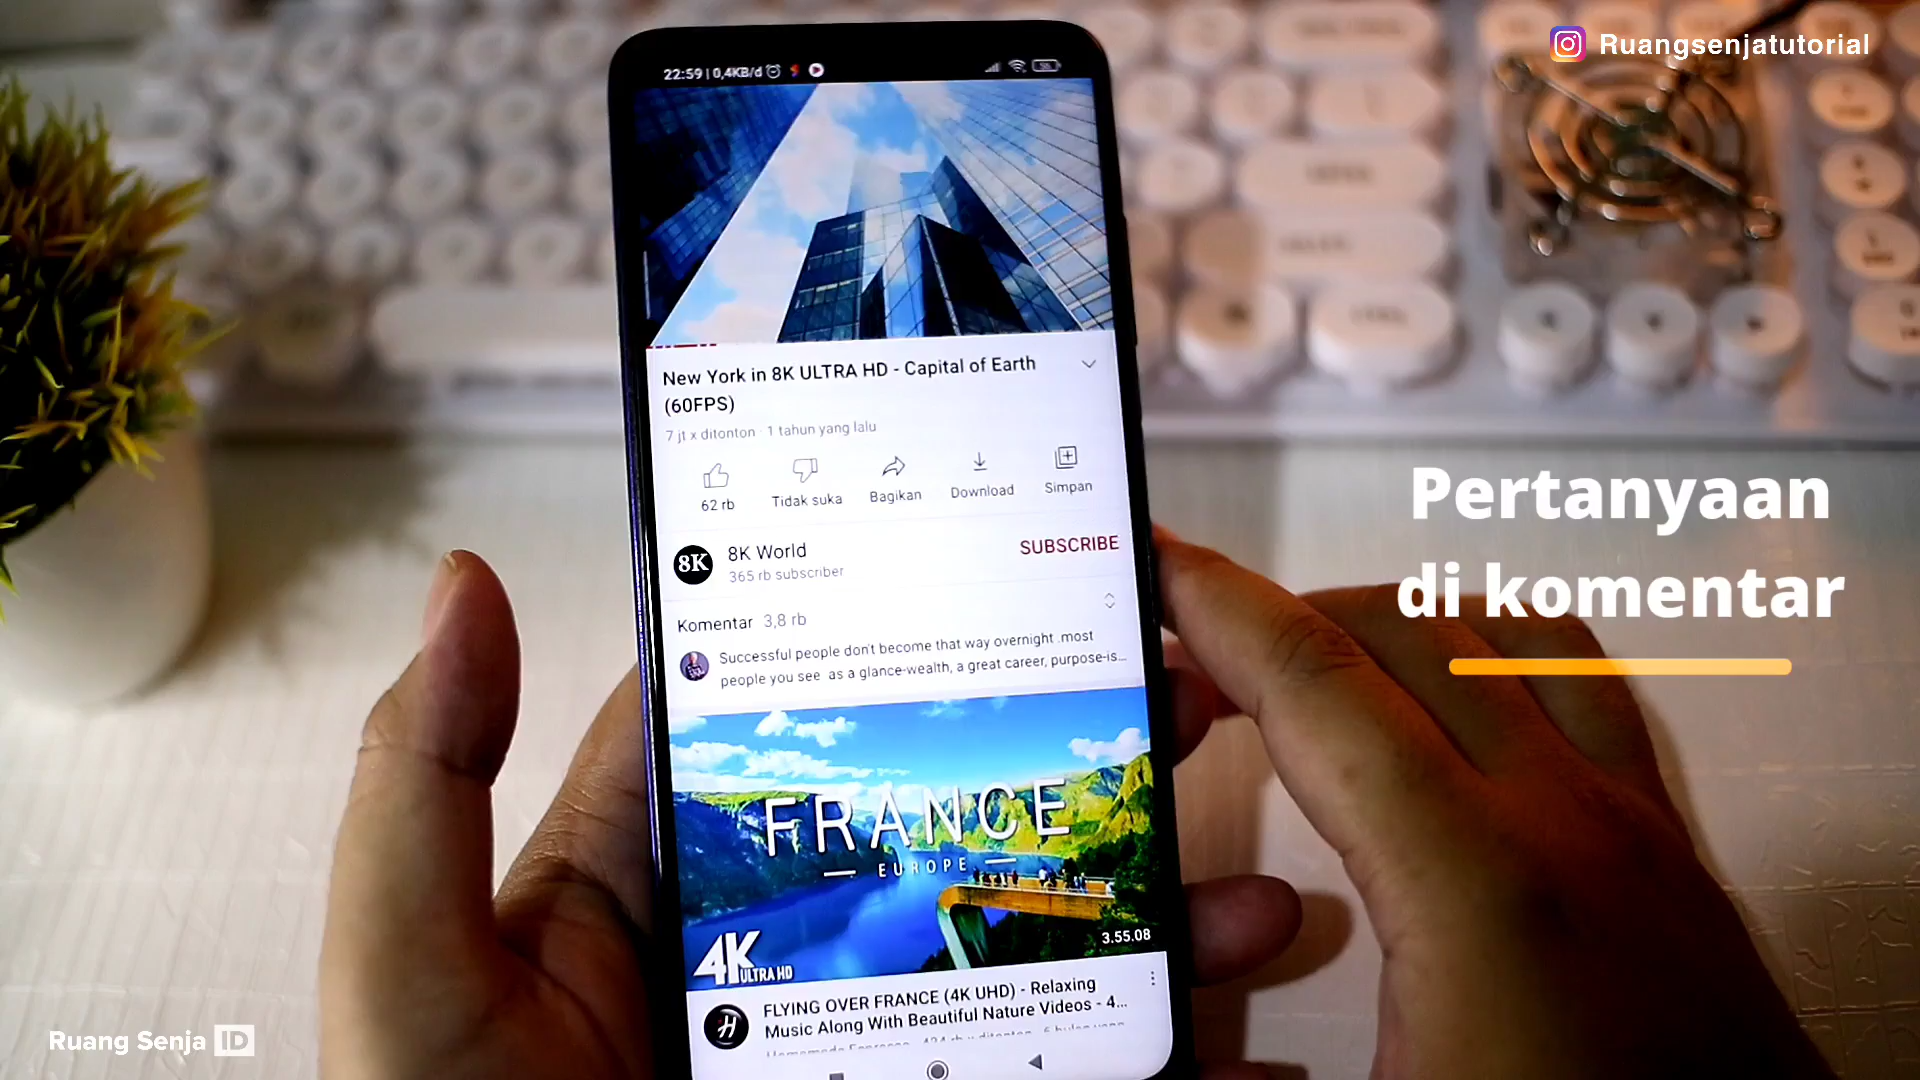 Ruangsenjatutorial
22:59 | 0,4KB/d
New York in 8K ULTRA HD - Capital of Earth
(60FPS)
7 jt x ditonton · 1 tahun yang lalu
62 rb
Tidak suka
Bagikan
Download
Simpan
8K
8K World
365 rb subscriber
SUBSCRIBE
Komentar 3,8 rb
Successful people don't become that way overnight .most
people you see as a glance-wealth, a great career, purpose-is...
Pertanyaan
di komentar
FRANCE
EUROPE
4K
ULTRA HD
3.55.08
H
FLYING OVER FRANCE (4K UHD) - Relaxing
Music Along With Beautiful Nature Videos - 4...
Ruang Senja ID